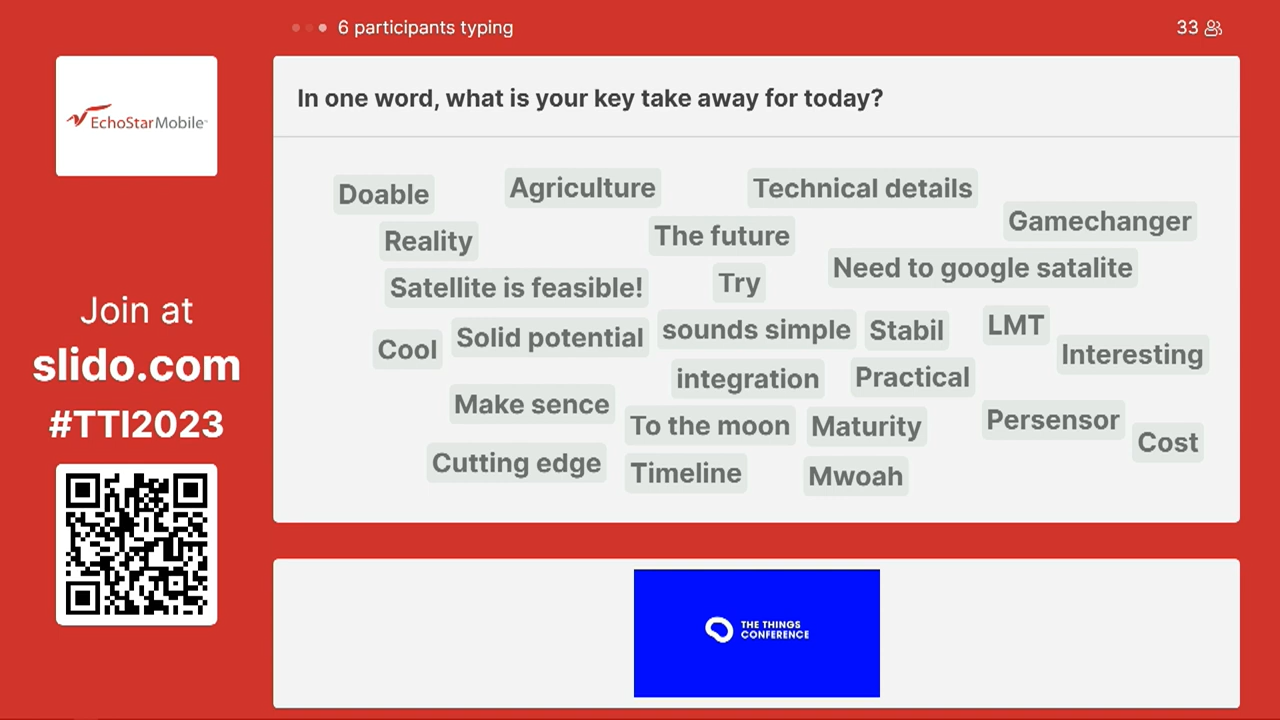 6 participants typing
33
EchoStar Mobile
In one word, what is your key take away for today?
Doable
Agriculture
Technical details
Gamechanger
Reality
The future
Need to google satalite
Satellite is feasible!
Try
Cool
Solid potential
sounds simple
Stabil
LMT
Interesting
integration
Practical
Make sence
To the moon
Maturity
Persensor
Cost
Cutting edge
Timeline
Mwoah
Join at
slido.com
#TTI2023
THE THINGS
CONFERENCE